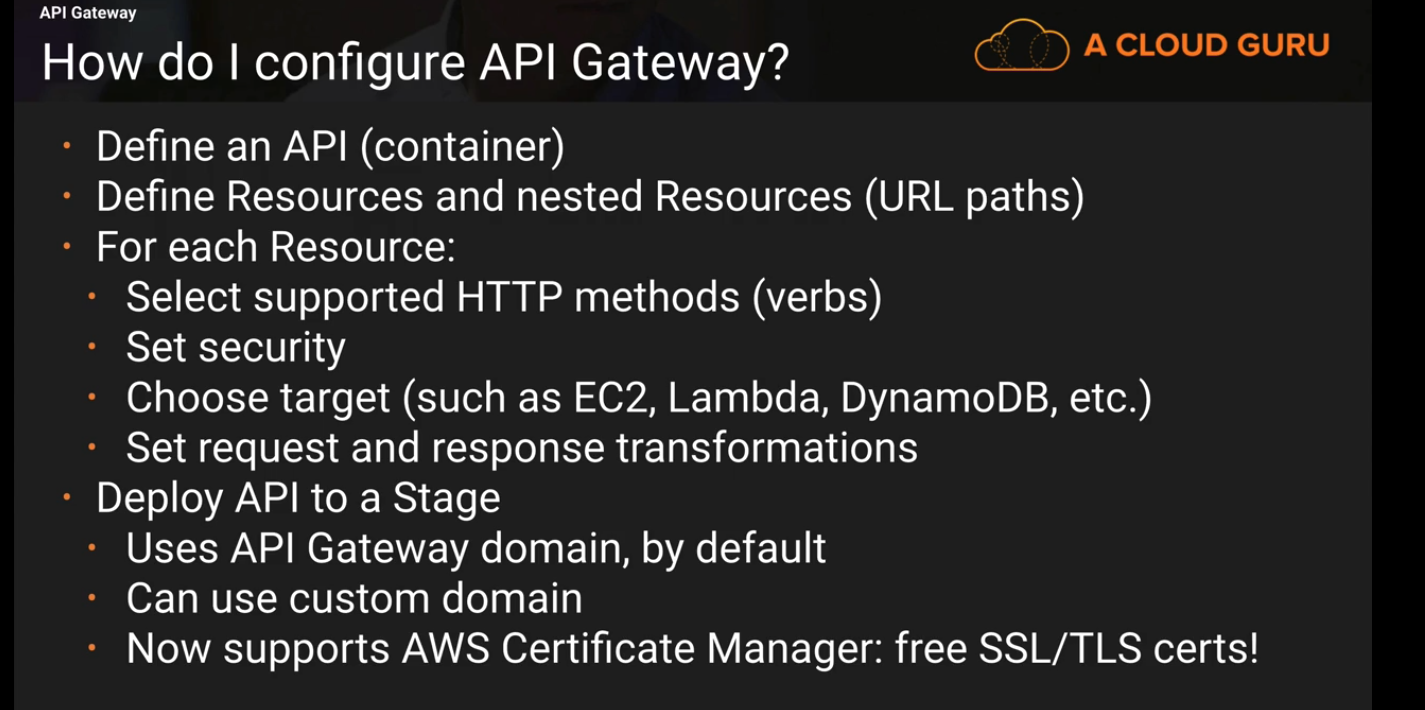 API Gateway
How do I configure API Gateway?
A CLOUD GURU
• Define an API (container)
• Define Resources and nested Resources (URL paths)
• For each Resource:
• Select supported HTTP methods (verbs)
• Set security
• Choose target (such as EC2, Lambda, DynamoDB, etc.)
• Set request and response transformations
• Deploy API to a Stage
• Uses API Gateway domain, by default
• Can use custom domain
• Now supports AWS Certificate Manager: free SSL/TLS certs!